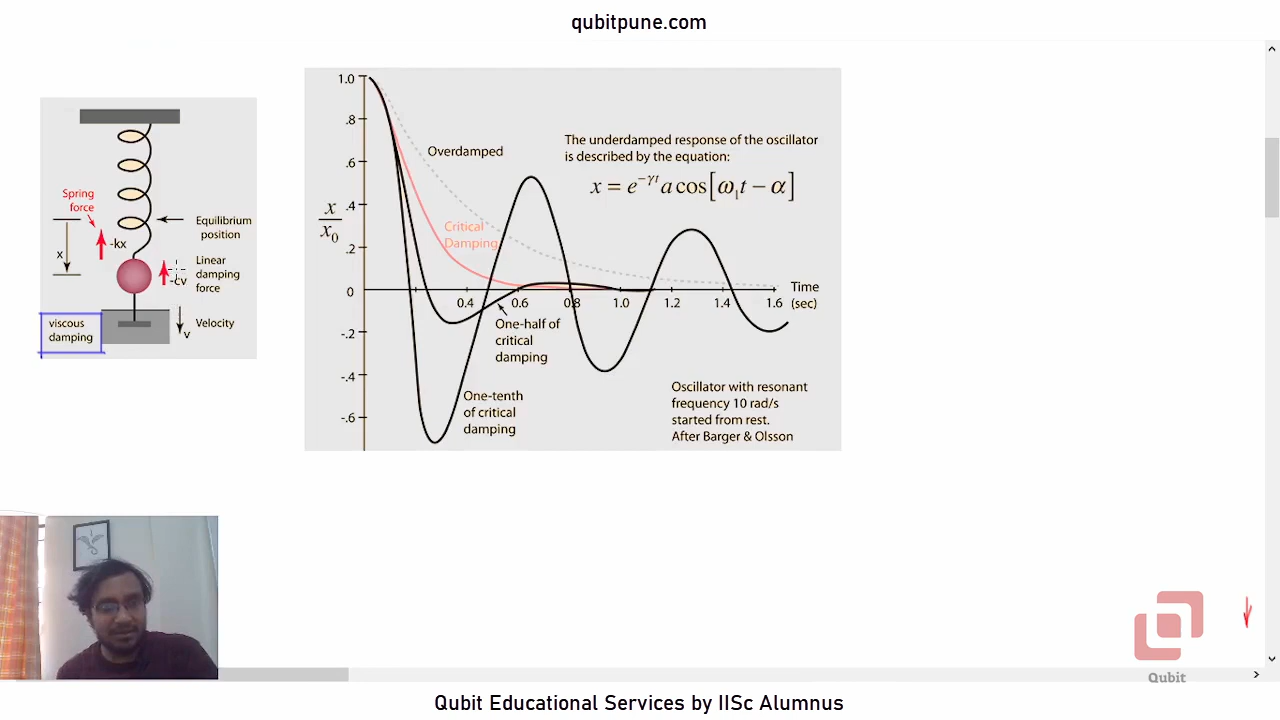 qubitpune.com
Spring
force
-kx
x
Equilibrium
position
Linear
damping
force
-cv
viscous
damping
Velocity
v
1.0
.8
.6
.4
.2
0
-.2
-.4
-.6
x
x₀
Overdamped
The underdamped response of the oscillator
is described by the equation:
x = e^{-γt} a cos[ω₁t − α]
Critical
Damping
0.4
0.6
0.8
1.0
1.2
1.4
1.6
Time
(sec)
One-half of
critical
damping
One-tenth
of critical
damping
Oscillator with resonant
frequency 10 rad/s
started from rest.
After Barger & Olsson
Qubit
Qubit Educational Services by IISc Alumnus